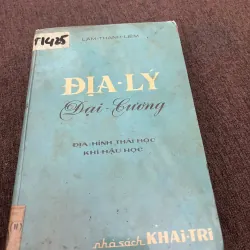 T1425
LÂM-THANH-LIÊM
ĐỊA-LÝ
Đại-Cương
ĐỊA-HÌNH THÁI HỌC
KHÍ HẬU HỌC
nhà sách KHAI-TRÍ